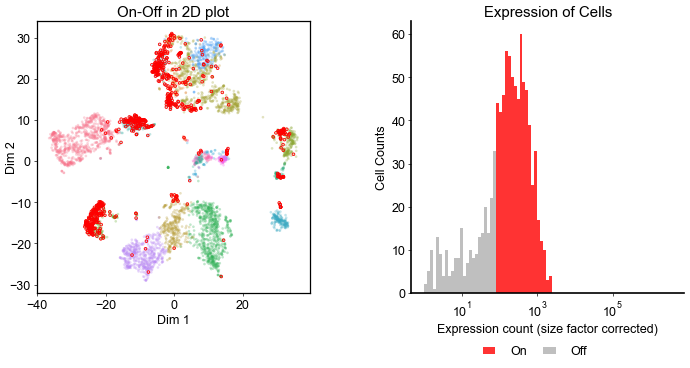 On-Off in 2D plot
Dim 2
30
20
10
0
−10
−20
−30
−40
−20
0
20
Dim 1
Expression of Cells
Cell Counts
60
50
40
30
20
10
0
10^1
10^3
10^5
Expression count (size factor corrected)
On
Off